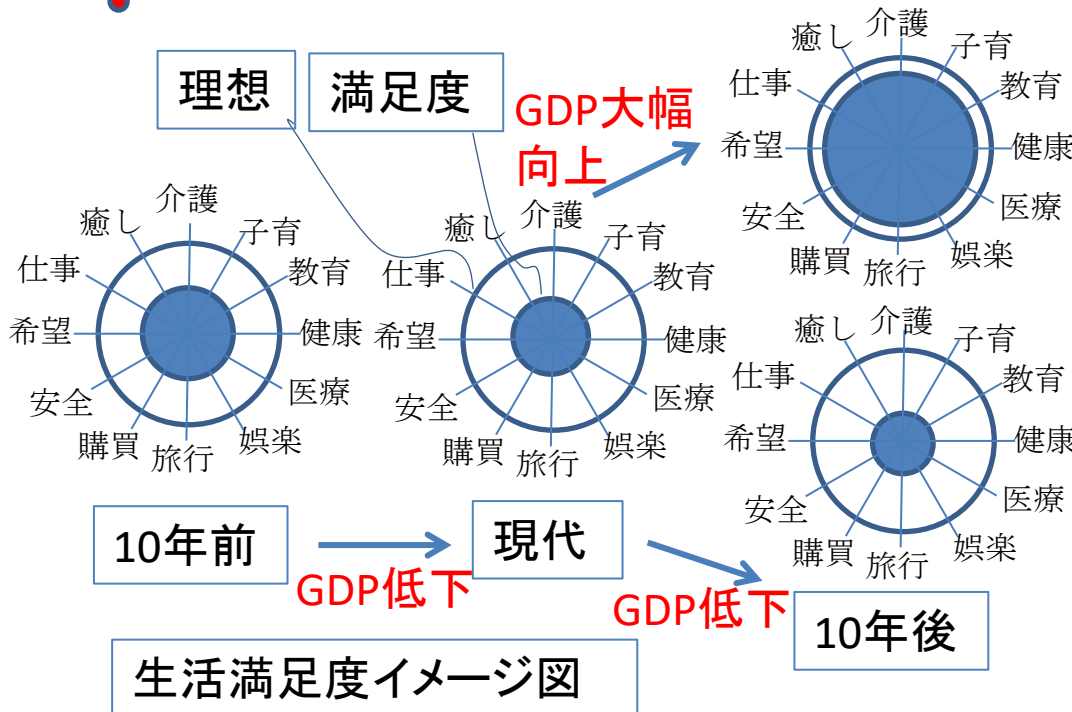 理想
満足度
GDP大幅
向上
介護
子育
教育
健康
医療
娯楽
旅行
購買
安全
希望
仕事
癒し
介護
子育
教育
健康
医療
娯楽
旅行
購買
安全
希望
仕事
癒し
介護
子育
教育
健康
医療
娯楽
旅行
購買
安全
希望
仕事
癒し
介護
子育
教育
健康
医療
娯楽
旅行
購買
安全
希望
仕事
癒し
10年前
GDP低下
現代
GDP低下
10年後
生活満足度イメージ図